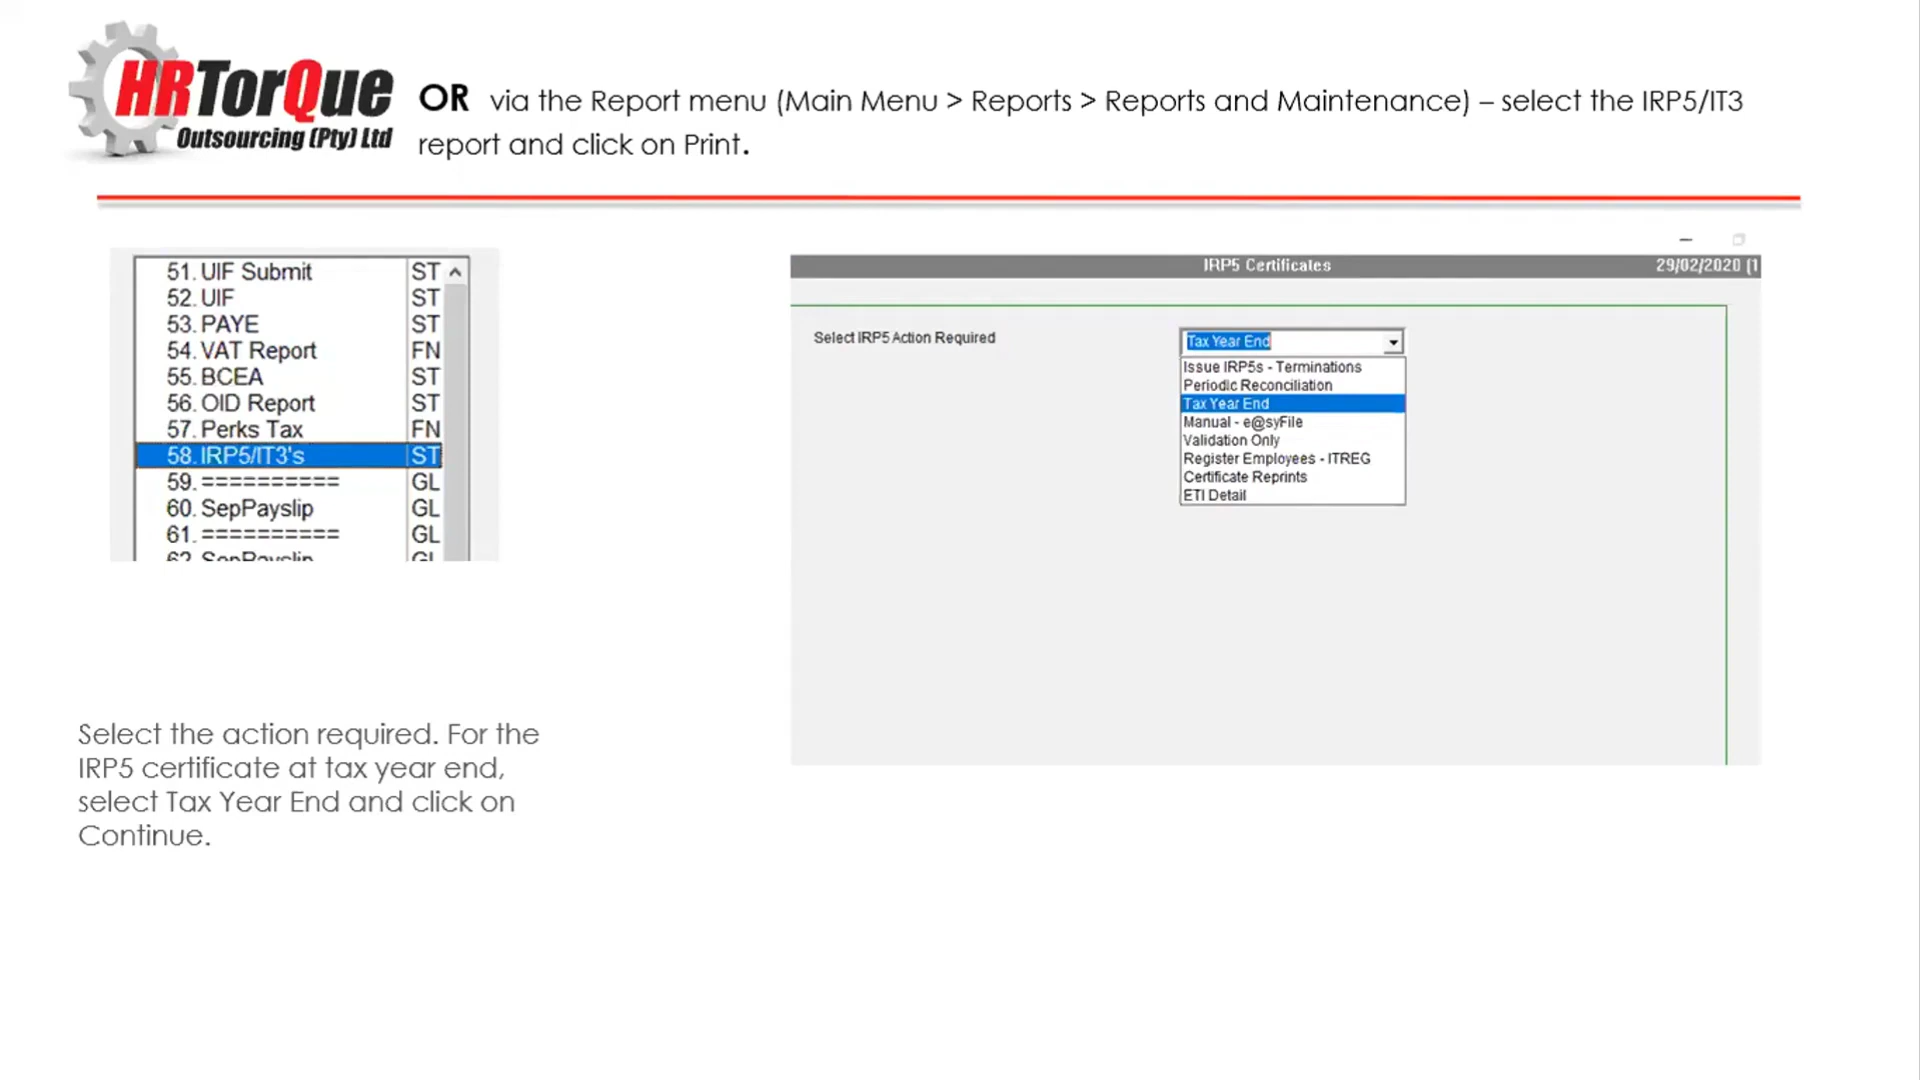 HRTorQue
Outsourcing (Pty) Ltd
OR via the Report menu (Main Menu > Reports > Reports and Maintenance) – select the IRP5/IT3
report and click on Print.
51. UIF Submit ST
52. UIF ST
53. PAYE ST
54. VAT Report FN
55. BCEA ST
56. OID Report ST
57. Perks Tax FN
58. IRP5/IT3's ST
59. ========== GL
60. SepPayslip GL
61. ========== GL
62. SepPayslip GL
IRP5 Certificates 29/02/2020 (1
Select IRP5 Action Required
Tax Year End
Issue IRP5s - Terminations
Periodic Reconciliation
Tax Year End
Manual - e@syFile
Validation Only
Register Employees - ITREG
Certificate Reprints
ETI Detail
Select the action required. For the
IRP5 certificate at tax year end,
select Tax Year End and click on
Continue.